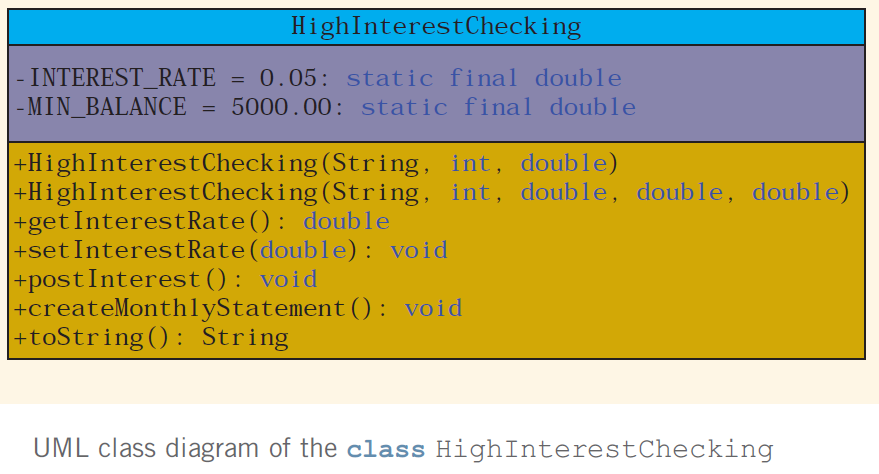 HighInterestChecking
-INTEREST_RATE = 0.05: static final double
-MIN_BALANCE = 5000.00: static final double
+HighInterestChecking(String, int, double)
+HighInterestChecking(String, int, double, double, double)
+getInterestRate(): double
+setInterestRate(double): void
+postInterest(): void
+createMonthlyStatement(): void
+toString(): String
UML class diagram of the class HighInterestChecking